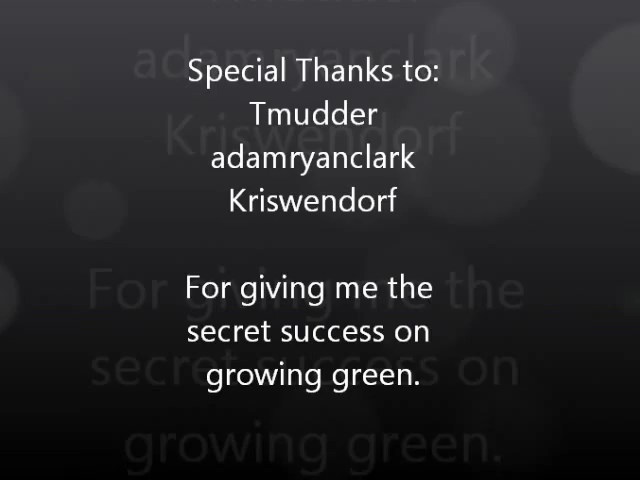 Special Thanks to:
Tmudder
adamryanclark
Kriswendorf
For giving me the
secret success on
growing green.